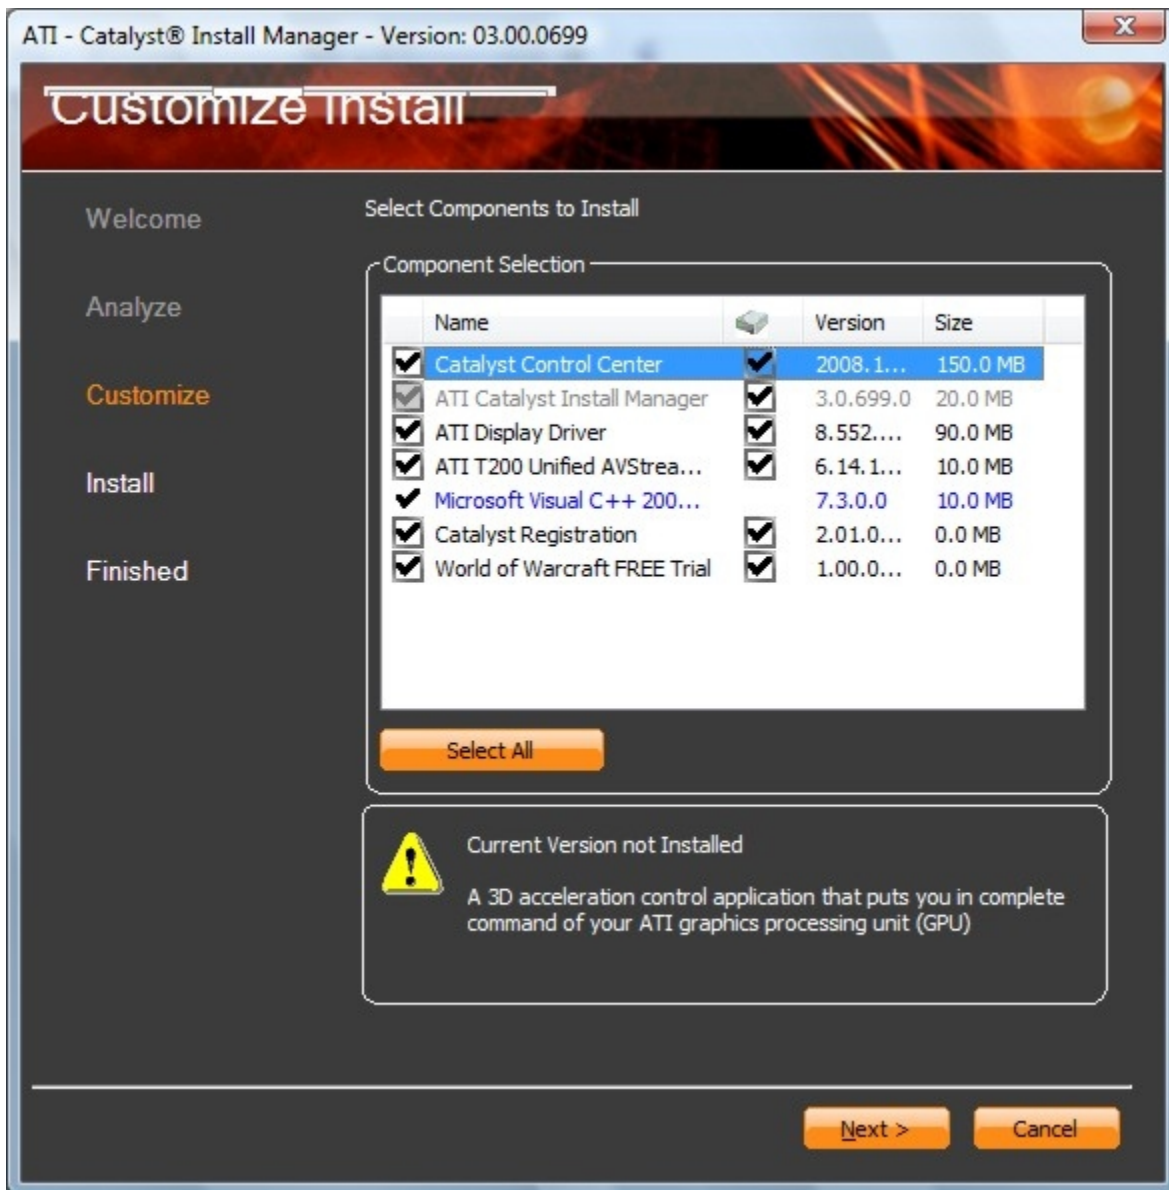 ATI - Catalyst® Install Manager - Version: 03.00.0699
Customize Install
Welcome
Analyze
Customize
Install
Finished
Select Components to Install
Component Selection
Name Version Size
Catalyst Control Center 2008.1... 150.0 MB
ATI Catalyst Install Manager 3.0.699.0 20.0 MB
ATI Display Driver 8.552.... 90.0 MB
ATI T200 Unified AVStrea... 6.14.1... 10.0 MB
Microsoft Visual C++ 200... 7.3.0.0 10.0 MB
Catalyst Registration 2.01.0... 0.0 MB
World of Warcraft FREE Trial 1.00.0... 0.0 MB
Select All
Current Version not Installed
A 3D acceleration control application that puts you in complete
command of your ATI graphics processing unit (GPU)
Next >
Cancel